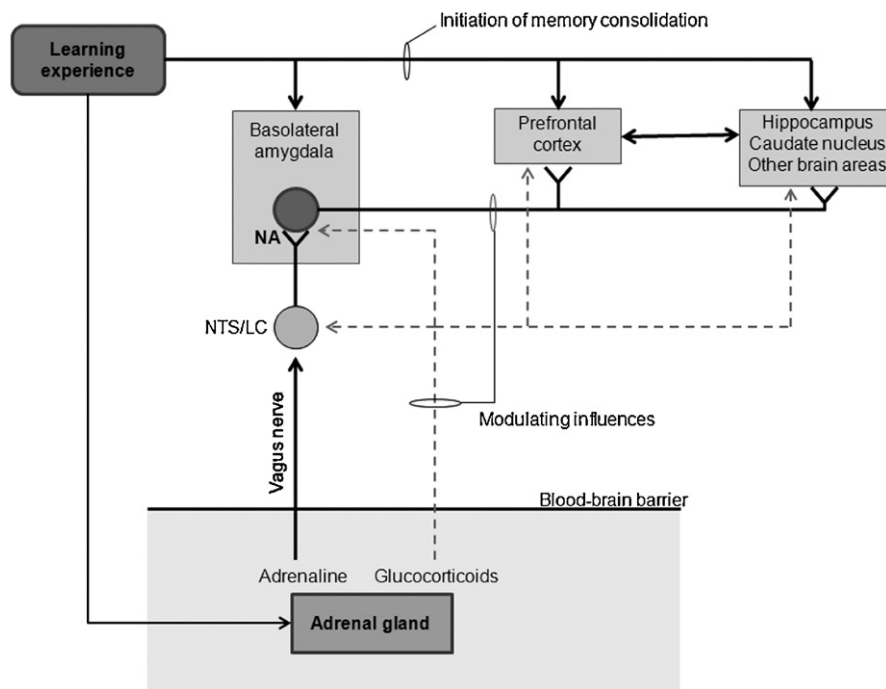 Initiation of memory consolidation
Learning
experience
Basolateral
amygdala
Prefrontal
cortex
Hippocampus
Caudate nucleus
Other brain areas
NA
NTS/LC
Vagus nerve
Modulating influences
Blood-brain barrier
Adrenaline
Glucocorticoids
Adrenal gland